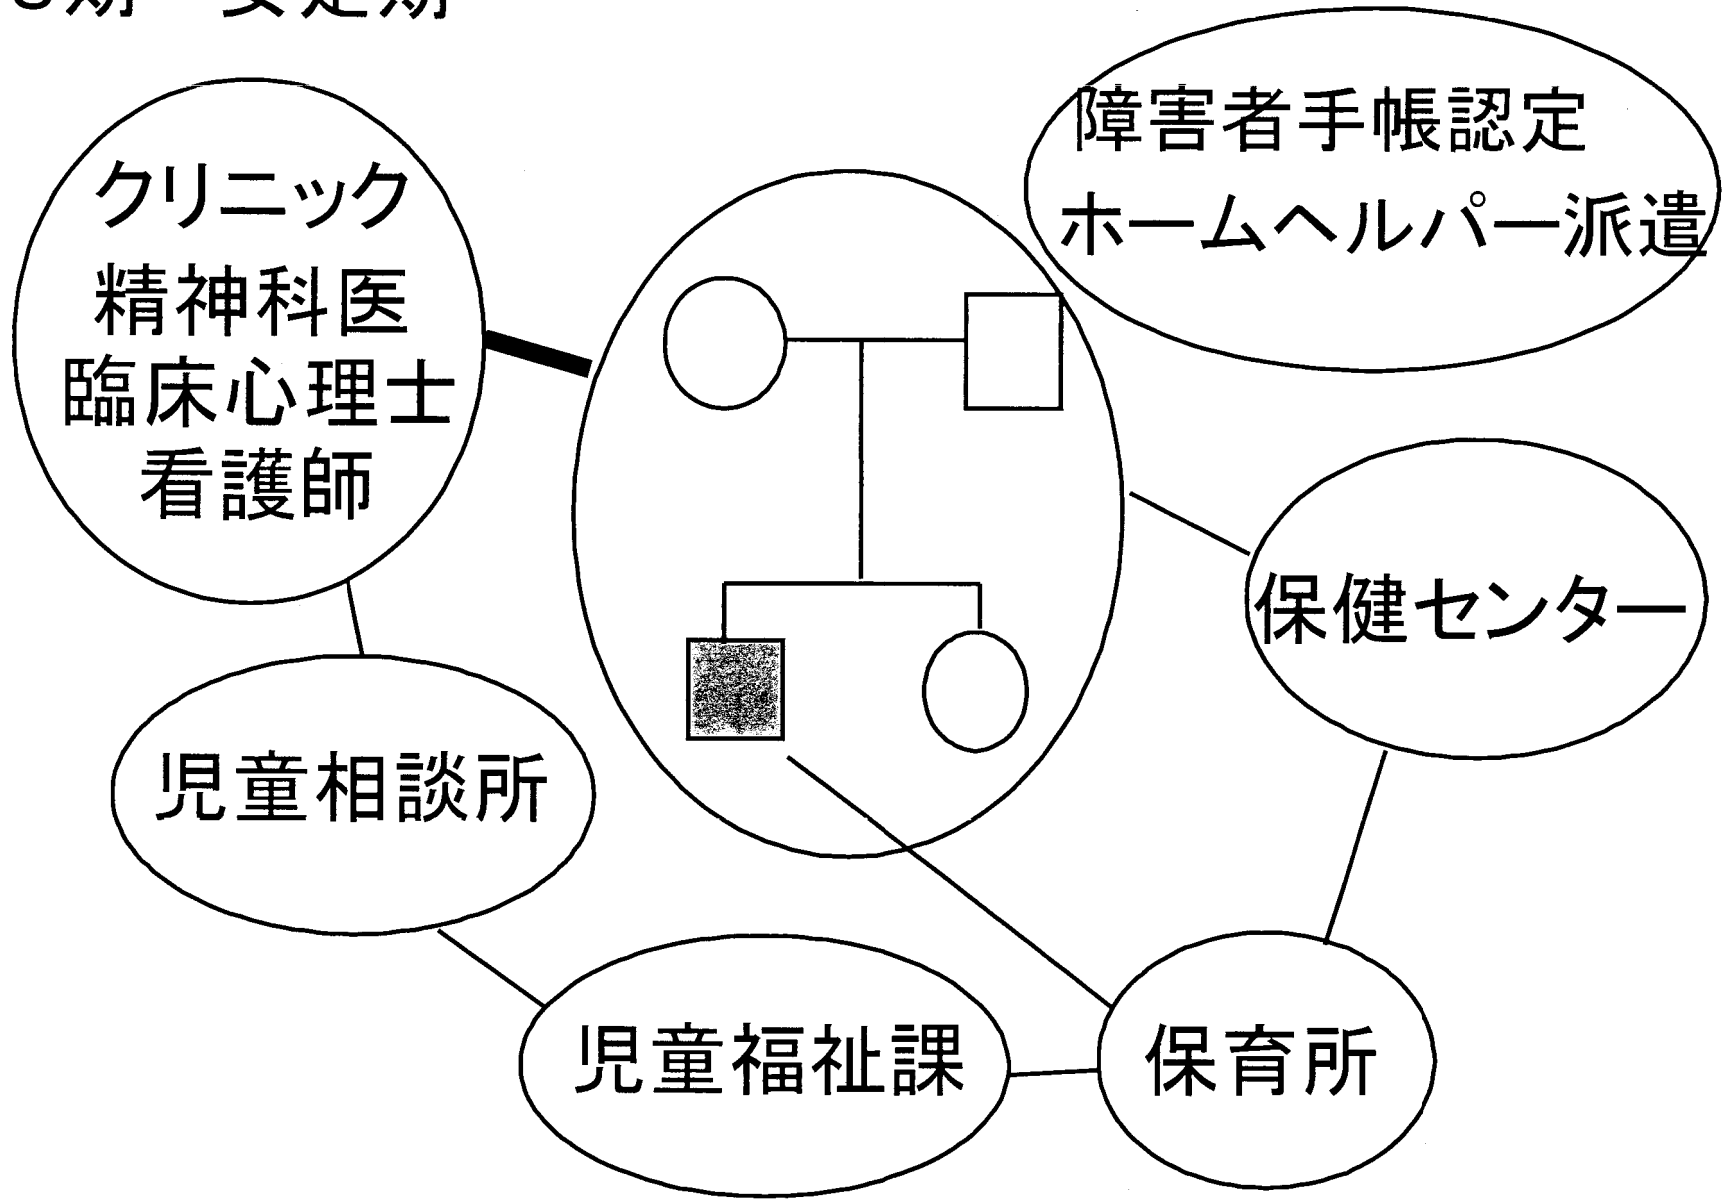 期 安定期
障害者手帳認定
ホームヘルパー派遣
クリニック
精神科医
臨床心理士
看護師
保健センター
児童相談所
児童福祉課
保育所